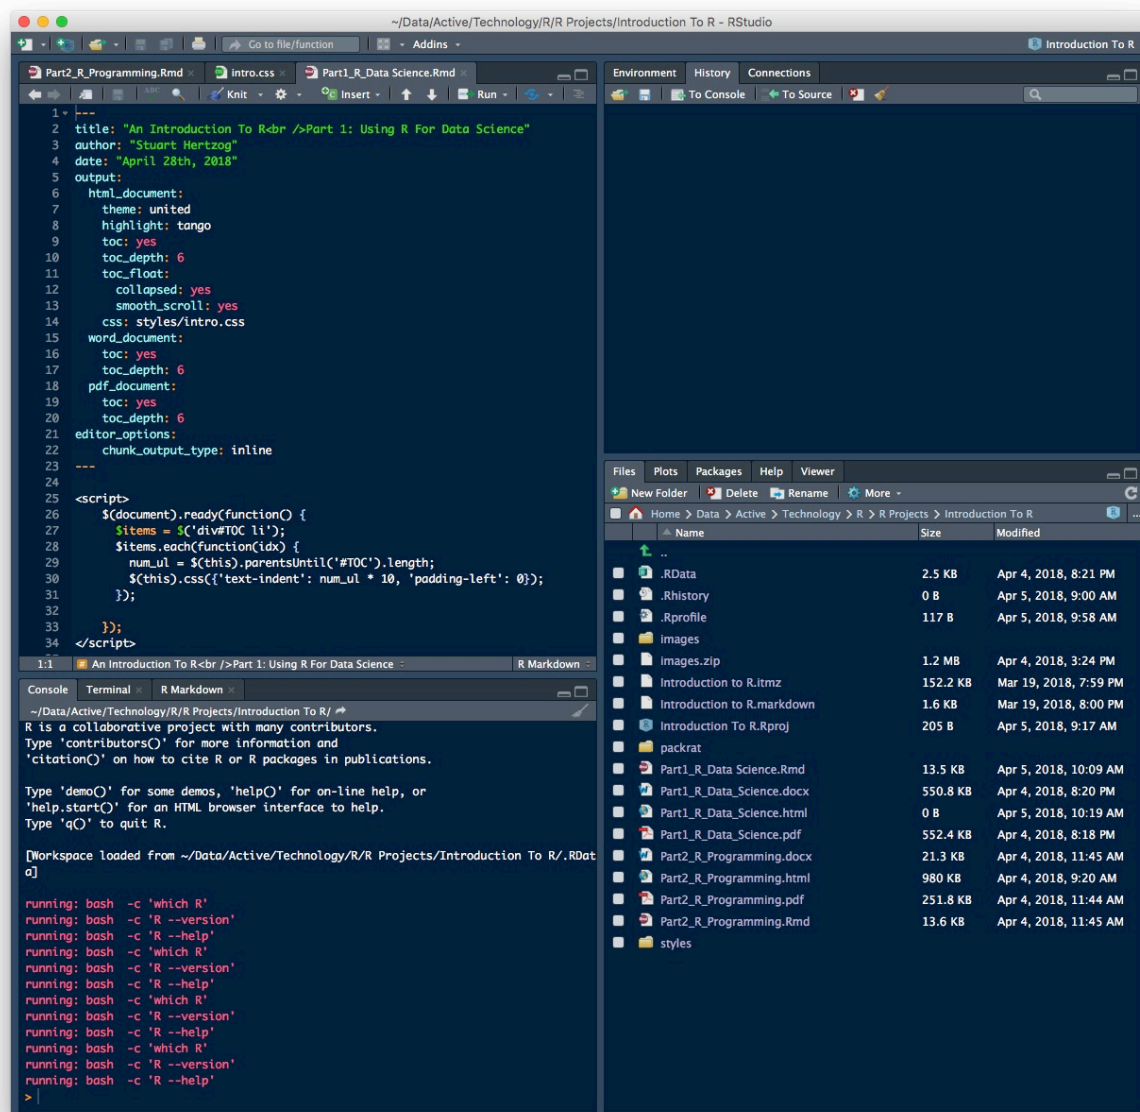 ~/Data/Active/Technology/R/R Projects/Introduction To R - RStudio
Go to file/function
Addins
Introduction To R
Part2_R_Programming.Rmd
intro.css
Part1_R_Data Science.Rmd
ABC
Knit
Insert
Run
1 ---
2 title: "An Introduction To R<br />Part 1: Using R For Data Science"
3 author: "Stuart Hertzog"
4 date: "April 28th, 2018"
5 output:
6 html_document:
7 theme: united
8 highlight: tango
9 toc: yes
10 toc_depth: 6
11 toc_float:
12 collapsed: yes
13 smooth_scroll: yes
14 css: styles/intro.css
15 word_document:
16 toc: yes
17 toc_depth: 6
18 pdf_document:
19 toc: yes
20 toc_depth: 6
21 editor_options:
22 chunk_output_type: inline
23 ---
24
25 <script>
26 $(document).ready(function() {
27 $items = $('div#TOC li');
28 $items.each(function(idx) {
29 num_ul = $(this).parentsUntil('#TOC').length;
30 $(this).css({'text-indent': num_ul * 10, 'padding-left': 0});
31 });
32
33 });
34 </script>
1:1 # An Introduction To R<br />Part 1: Using R For Data Science R Markdown
Console Terminal R Markdown
~/Data/Active/Technology/R/R Projects/Introduction To R/
R is a collaborative project with many contributors.
Type 'contributors()' for more information and
'citation()' on how to cite R or R packages in publications.
Type 'demo()' for some demos, 'help()' for on-line help, or
'help.start()' for an HTML browser interface to help.
Type 'q()' to quit R.
[Workspace loaded from ~/Data/Active/Technology/R/R Projects/Introduction To R/.RDat
a]
running: bash -c 'which R'
running: bash -c 'R --version'
running: bash -c 'R --help'
running: bash -c 'which R'
running: bash -c 'R --version'
running: bash -c 'R --help'
running: bash -c 'which R'
running: bash -c 'R --version'
running: bash -c 'R --help'
running: bash -c 'which R'
running: bash -c 'R --version'
running: bash -c 'R --help'
>
Environment History Connections
To Console To Source
Files Plots Packages Help Viewer
New Folder Delete Rename More
Home > Data > Active > Technology > R > R Projects > Introduction To R ...
Name Size Modified
..
.RData 2.5 KB Apr 4, 2018, 8:21 PM
.Rhistory 0 B Apr 5, 2018, 9:00 AM
.Rprofile 117 B Apr 5, 2018, 9:58 AM
images
images.zip 1.2 MB Apr 4, 2018, 3:24 PM
Introduction to R.itmz 152.2 KB Mar 19, 2018, 7:59 PM
Introduction to R.markdown 1.6 KB Mar 19, 2018, 8:00 PM
Introduction To R.Rproj 205 B Apr 5, 2018, 9:17 AM
packrat
Part1_R_Data Science.Rmd 13.5 KB Apr 5, 2018, 10:09 AM
Part1_R_Data_Science.docx 550.8 KB Apr 4, 2018, 8:20 PM
Part1_R_Data_Science.html 0 B Apr 5, 2018, 10:19 AM
Part1_R_Data_Science.pdf 552.4 KB Apr 4, 2018, 8:18 PM
Part2_R_Programming.docx 21.3 KB Apr 4, 2018, 11:45 AM
Part2_R_Programming.html 980 KB Apr 4, 2018, 9:20 AM
Part2_R_Programming.pdf 251.8 KB Apr 4, 2018, 11:44 AM
Part2_R_Programming.Rmd 13.6 KB Apr 4, 2018, 11:45 AM
styles